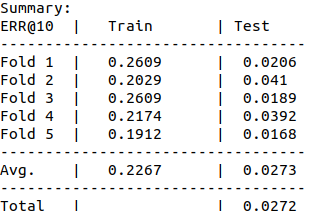 Summary:
ERR@10 | Train | Test
----------------------------------
Fold 1 | 0.2609 | 0.0206
Fold 2 | 0.2029 | 0.041
Fold 3 | 0.2609 | 0.0189
Fold 4 | 0.2174 | 0.0392
Fold 5 | 0.1912 | 0.0168
----------------------------------
Avg. | 0.2267 | 0.0273
----------------------------------
Total | | 0.0272